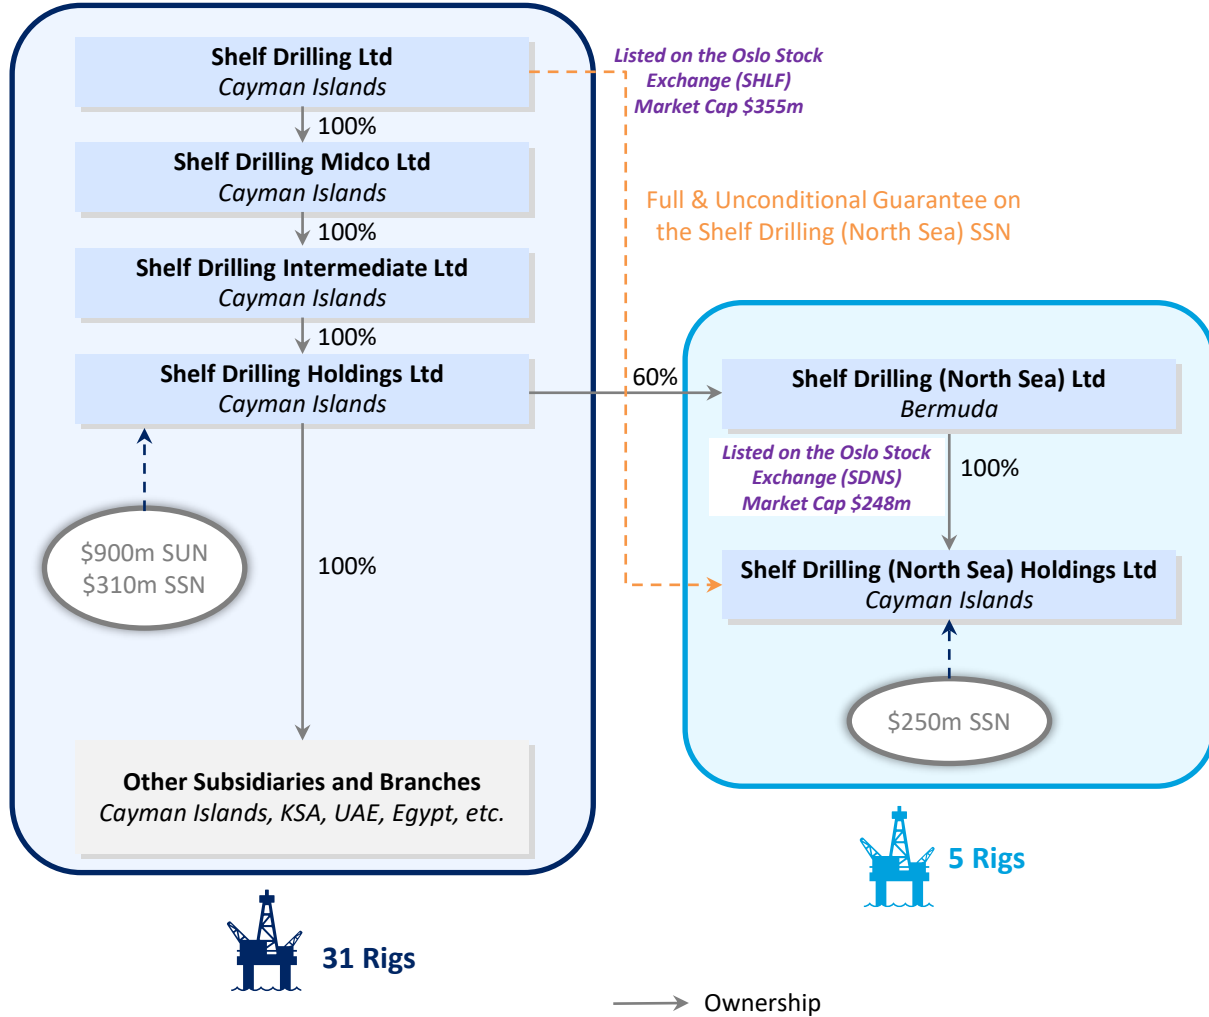 Shelf Drilling Ltd
Cayman Islands
Listed on the Oslo Stock
Exchange (SHLF)
Market Cap $355m
100%
Shelf Drilling Midco Ltd
Cayman Islands
100%
Full & Unconditional Guarantee on
the Shelf Drilling (North Sea) SSN
Shelf Drilling Intermediate Ltd
Cayman Islands
100%
Shelf Drilling Holdings Ltd
Cayman Islands
60%
Shelf Drilling (North Sea) Ltd
Bermuda
Listed on the Oslo Stock
Exchange (SDNS)
Market Cap $248m
100%
$900m SUN
$310m SSN
100%
Shelf Drilling (North Sea) Holdings Ltd
Cayman Islands
$250m SSN
Other Subsidiaries and Branches
Cayman Islands, KSA, UAE, Egypt, etc.
5 Rigs
31 Rigs
Ownership